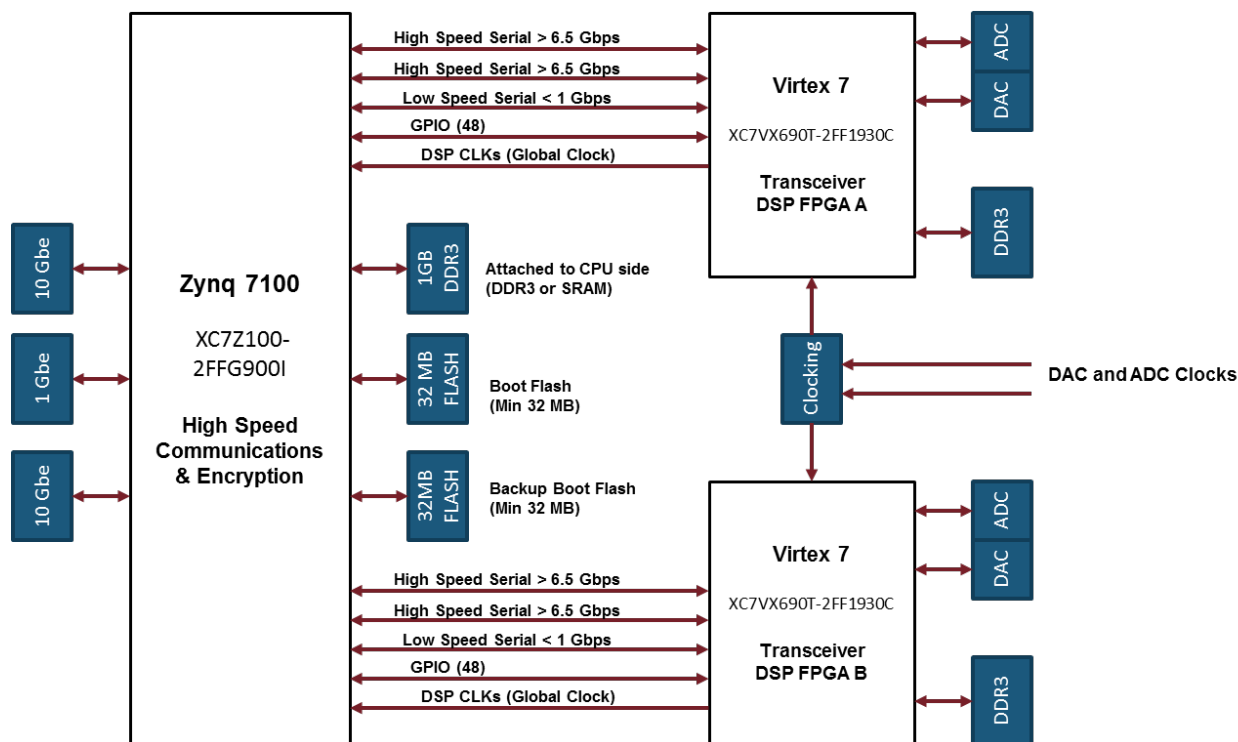 10 Gbe
1 Gbe
10 Gbe
Zynq 7100
XC7Z100-
2FFG900I
High Speed
Communications
& Encryption
High Speed Serial > 6.5 Gbps
High Speed Serial > 6.5 Gbps
Low Speed Serial < 1 Gbps
GPIO (48)
DSP CLKs (Global Clock)
1GB
DDR3
Attached to CPU side
(DDR3 or SRAM)
32 MB
FLASH
Boot Flash
(Min 32 MB)
32MB
FLASH
Backup Boot Flash
(Min 32 MB)
High Speed Serial > 6.5 Gbps
High Speed Serial > 6.5 Gbps
Low Speed Serial < 1 Gbps
GPIO (48)
DSP CLKs (Global Clock)
Virtex 7
XC7VX690T-2FF1930C
Transceiver
DSP FPGA A
ADC
DAC
DDR3
Clocking
DAC and ADC Clocks
Virtex 7
XC7VX690T-2FF1930C
Transceiver
DSP FPGA B
ADC
DAC
DDR3